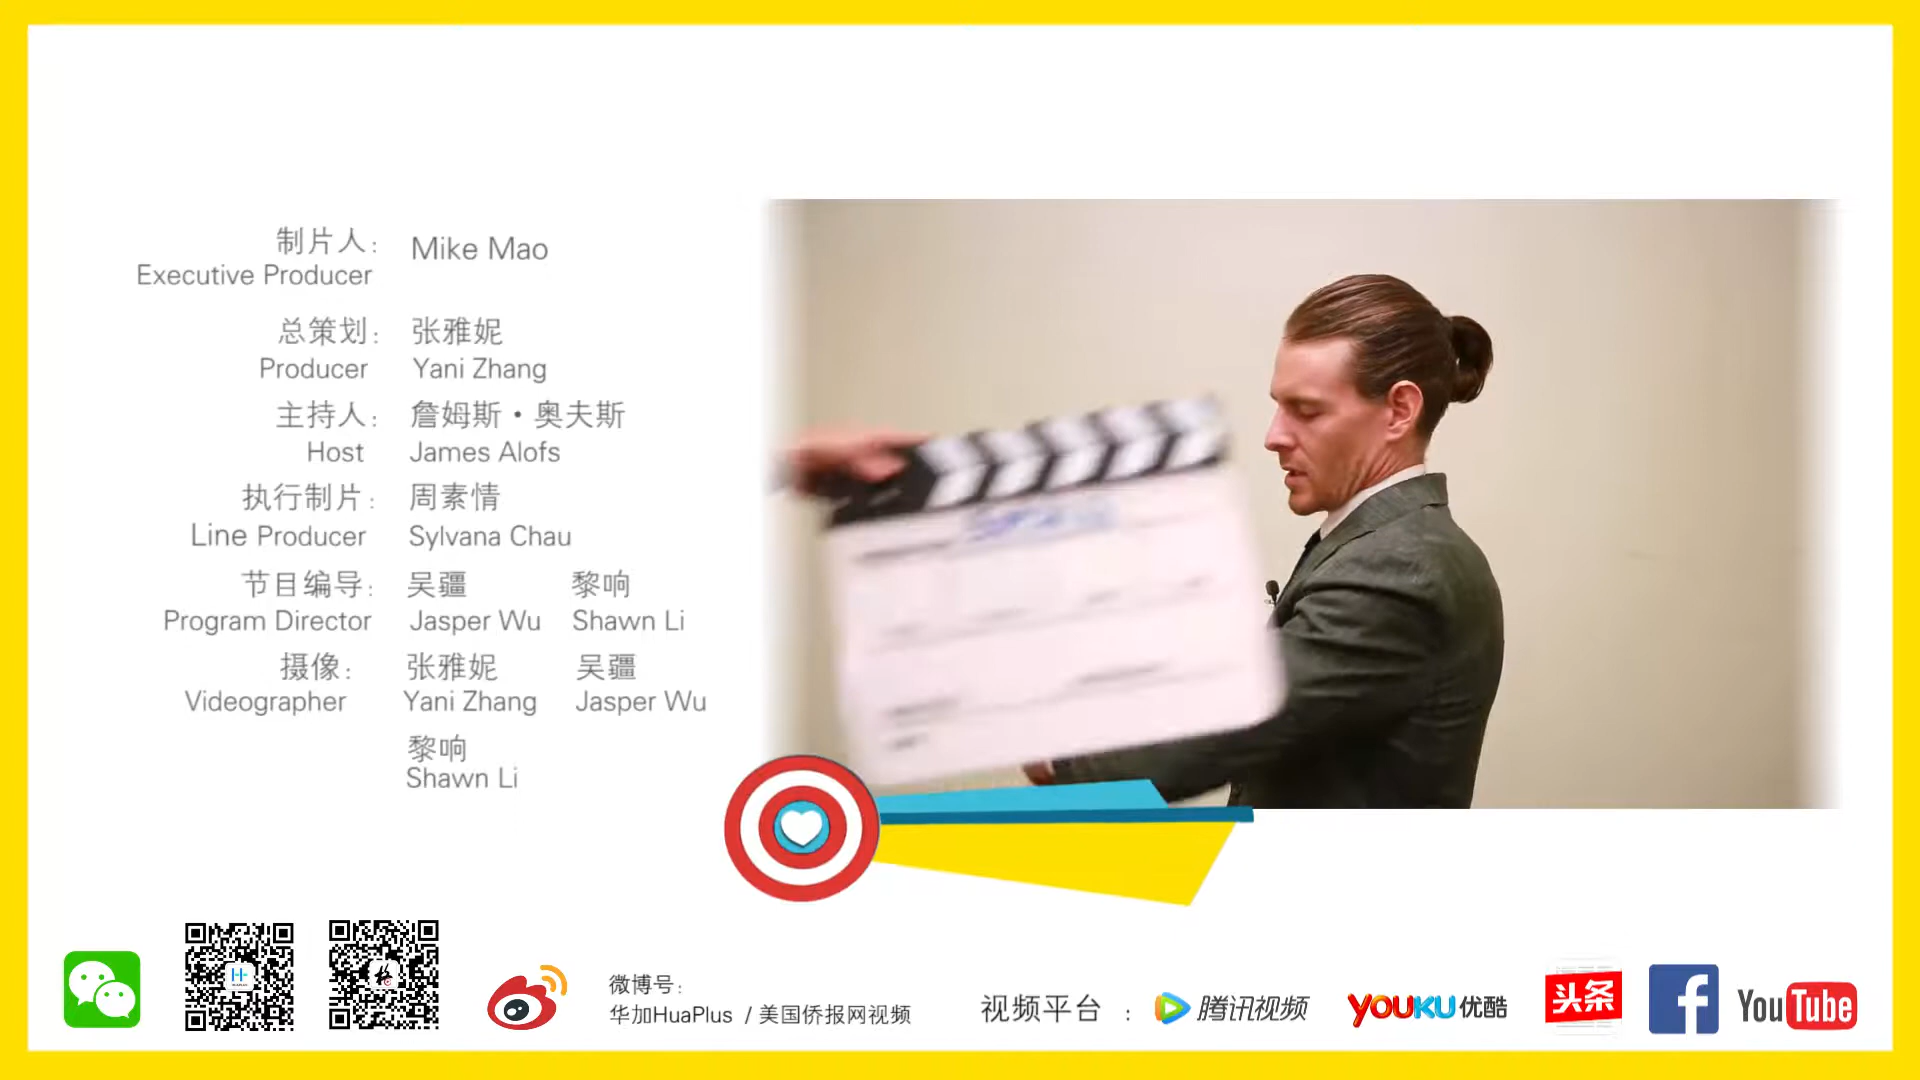 制片人: Mike Mao
Executive Producer
总策划: 张雅妮
Producer Yani Zhang
主持人: 詹姆斯·奥夫斯
Host James Alofs
执行制片: 周素情
Line Producer Sylvana Chau
节目编导: 吴疆 黎响
Program Director Jasper Wu Shawn Li
摄像: 张雅妮 吴疆
Videographer Yani Zhang Jasper Wu
黎响
Shawn Li
微博号:
华加HuaPlus / 美国侨报网视频
视频平台 : 腾讯视频 YOUKU优酷 头条 f YouTube